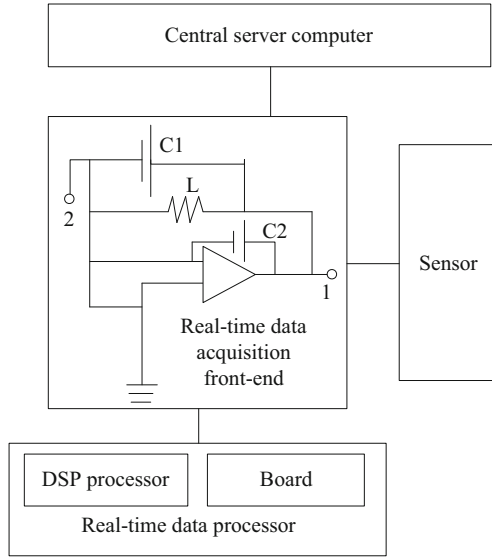 Central server computer
C1
L
2
C2
1
Sensor
Real-time data
acquisition
front-end
DSP processor
Board
Real-time data processor